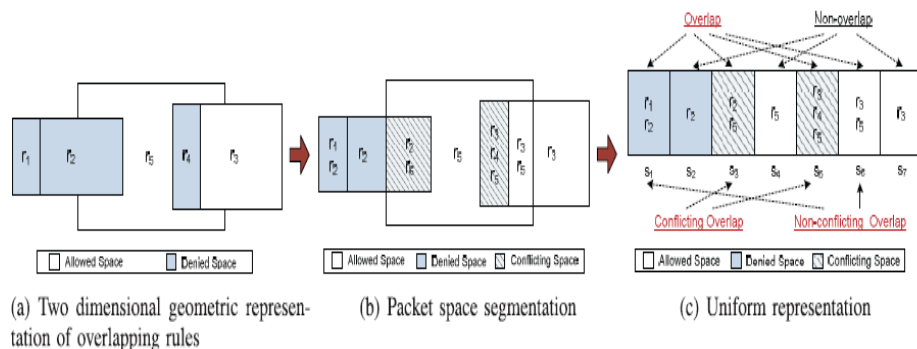 Overlap Non-overlap
r1 r2 r5 r4 r3
r1
r2
r2
r2
r5
r5
r3
r4
r5
r3
r5
r3
r1
r2
r2
r2
r5
r5
r3
r4
r5
r3
r5
r3
s1 s2 s3 s4 s5 s6 s7
Conflicting Overlap Non-conflicting Overlap
Allowed Space Denied Space
Allowed Space Denied Space Conflicting Space
Allowed Space Denied Space Conflicting Space
(a) Two dimensional geometric represen-
tation of overlapping rules
(b) Packet space segmentation
(c) Uniform representation